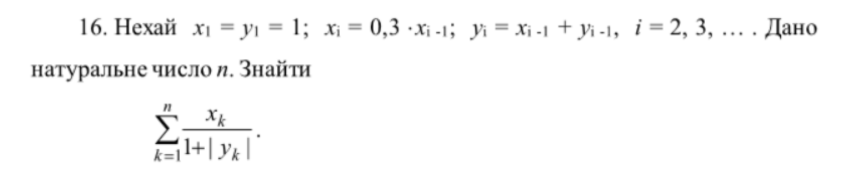 16. Нехай x₁ = y₁ = 1; xᵢ = 0,3 ·xᵢ₋₁; yᵢ = xᵢ₋₁ + yᵢ₋₁, i = 2, 3, … . Дано
натуральне число n. Знайти
∑ₖ₌₁ⁿ xₖ / (1+| yₖ |).